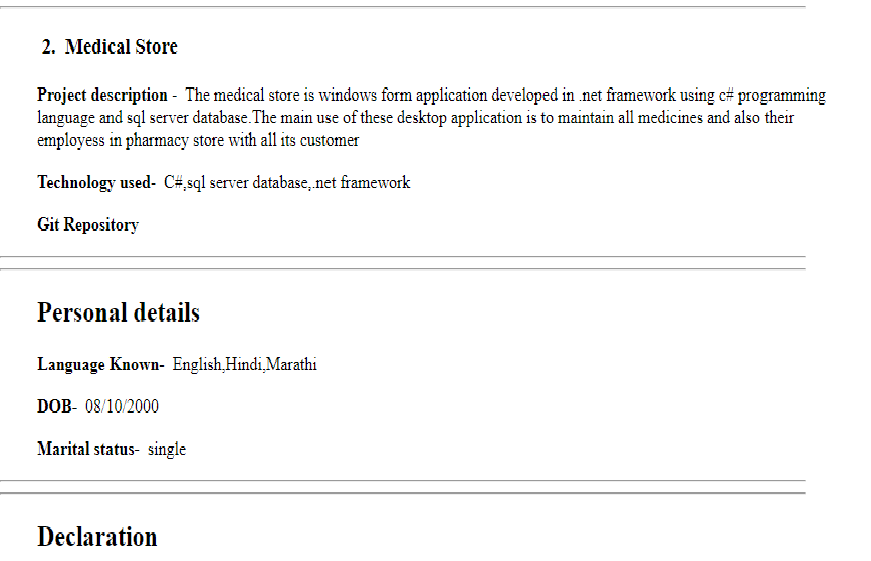 2. Medical Store
Project description - The medical store is windows form application developed in .net framework using c# programming
language and sql server database.The main use of these desktop application is to maintain all medicines and also their
employess in pharmacy store with all its customer
Technology used- C#,sql server database,.net framework
Git Repository
Personal details
Language Known- English,Hindi,Marathi
DOB- 08/10/2000
Marital status- single
Declaration